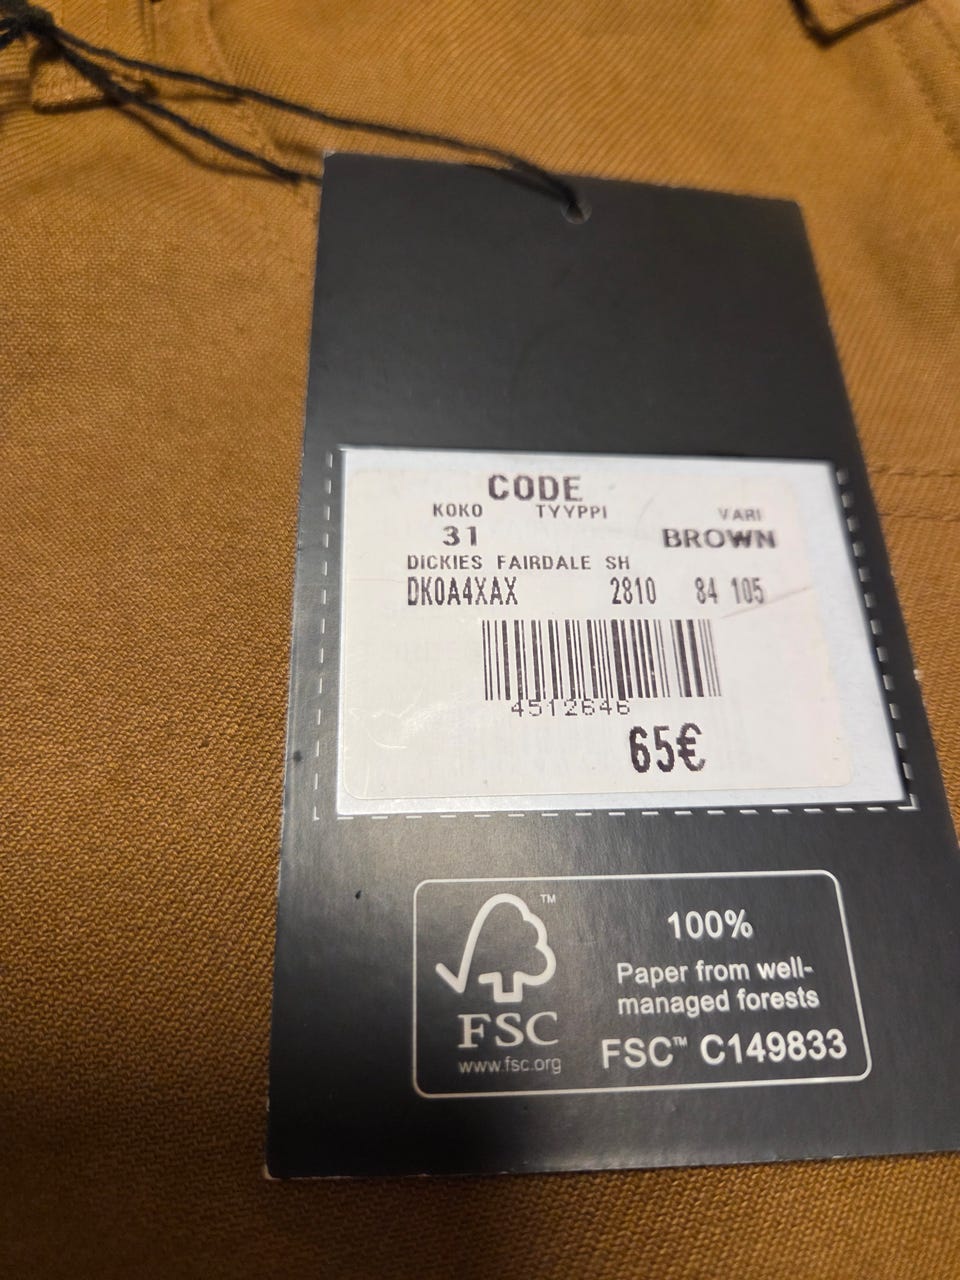 CODE
KOKO TYYPPI VARI
31 BROWN
DICKIES FAIRDALE SH
DK0A4XAX 2810 84 105
4512646
65€
™
100%
Paper from well-
managed forests
FSC
www.fsc.org
FSC™ C149833